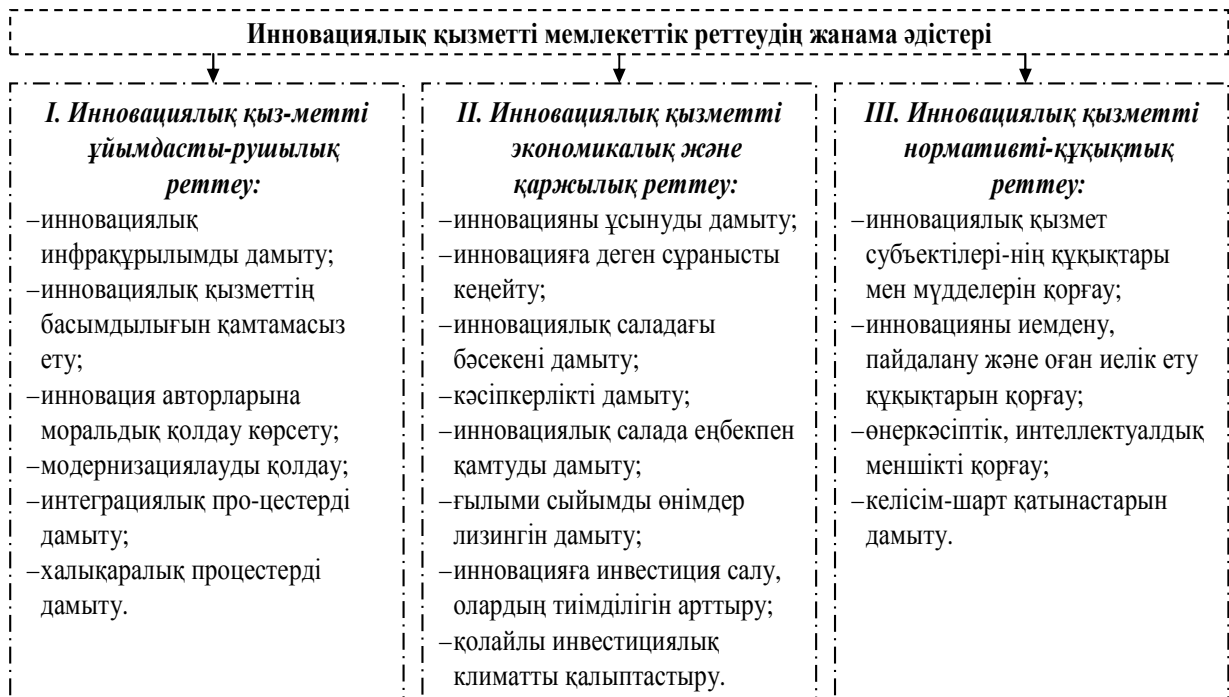 Инновациялық қызметті мемлекеттік реттеудің жанама әдістері
I. Инновациялық қыз-метті
ұйымдасты-рушылық
реттеу:
–инновациялық
инфрақұрылымды дамыту;
–инновациялық қызметтің
басымдылығын қамтамасыз
ету;
–инновация авторларына
моральдық қолдау көрсету;
–модернизациялауды қолдау;
–интеграциялық про-цестерді
дамыту;
–халықаралық процестерді
дамыту.
II. Инновациялық қызметті
экономикалық және
қаржылық реттеу:
–инновацияны ұсынуды дамыту;
–инновацияға деген сұранысты
кеңейту;
–инновациялық саладағы
бәсекені дамыту;
–кәсіпкерлікті дамыту;
–инновациялық салада еңбекпен
қамтуды дамыту;
–ғылыми сыйымды өнімдер
лизингін дамыту;
–инновацияға инвестиция салу,
олардың тиімділігін арттыру;
–қолайлы инвестициялық
климатты қалыптастыру.
III. Инновациялық қызметті
нормативті-құқықтық
реттеу:
–инновациялық қызмет
субъектілері-нің құқықтары
мен мүдделерін қорғау;
–инновацияны иемдену,
пайдалану және оған иелік ету
құқықтарын қорғау;
–өнеркәсіптік, интеллектуалдық
меншікті қорғау;
–келісім-шарт қатынастарын
дамыту.